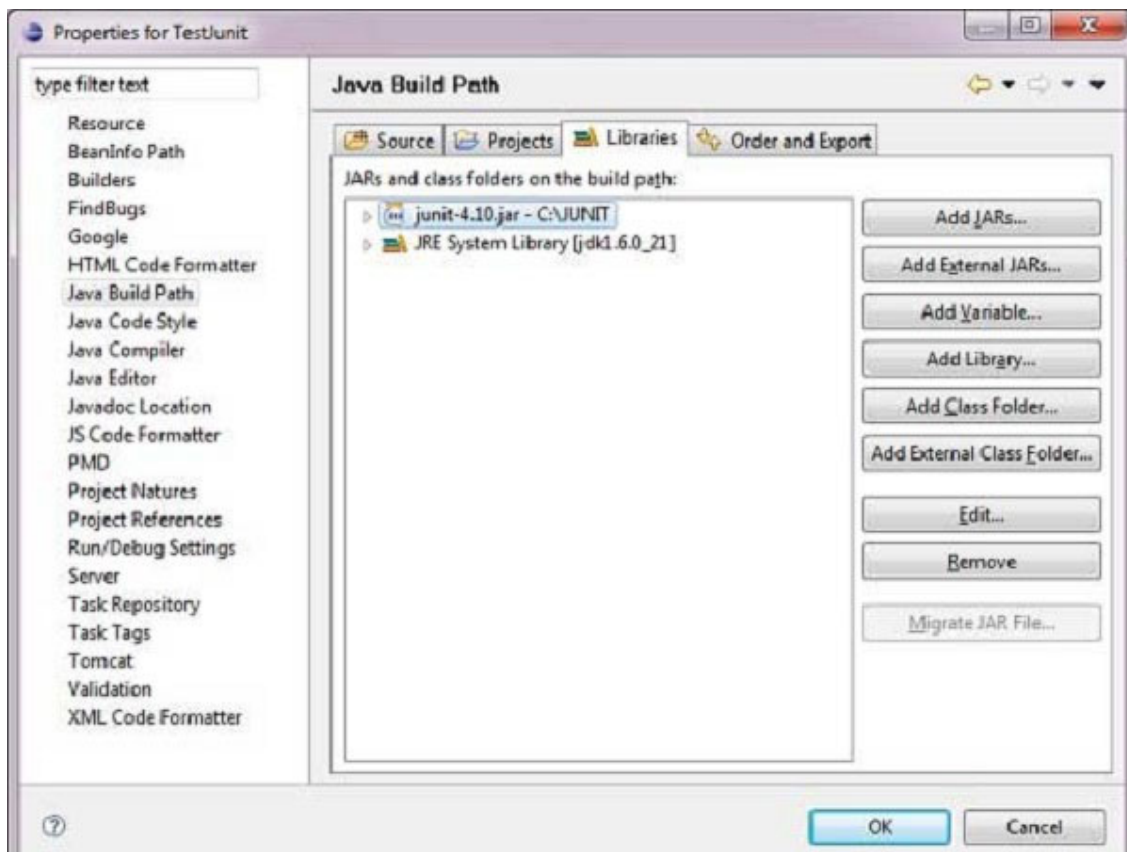 Properties for TestJunit
type filter text
Resource
BeanInfo Path
Builders
FindBugs
Google
HTML Code Formatter
Java Build Path
Java Code Style
Java Compiler
Java Editor
Javadoc Location
JS Code Formatter
PMD
Project Natures
Project References
Run/Debug Settings
Server
Task Repository
Task Tags
Tomcat
Validation
XML Code Formatter
Java Build Path
Source Projects Libraries Order and Export
JARs and class folders on the build path:
junit-4.10.jar - C:\JUNIT
JRE System Library [jdk1.6.0_21]
Add JARs...
Add External JARs...
Add Variable...
Add Library...
Add Class Folder...
Add External Class Folder...
Edit...
Remove
Migrate JAR File...
OK Cancel